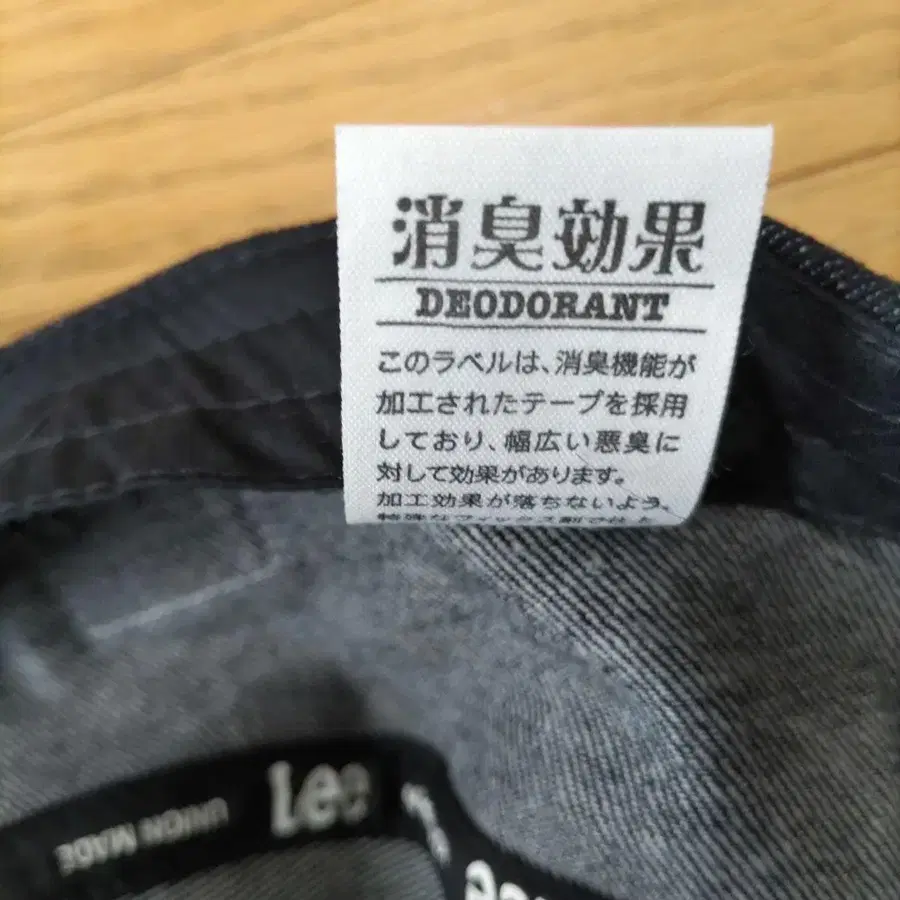 消臭効果
DEODORANT
このラベルは、消臭機能が
加工されたテープを採用
しており、幅広い悪臭に
対して効果があります。
加工効果が落ちないよう、
Lee
UNION MADE